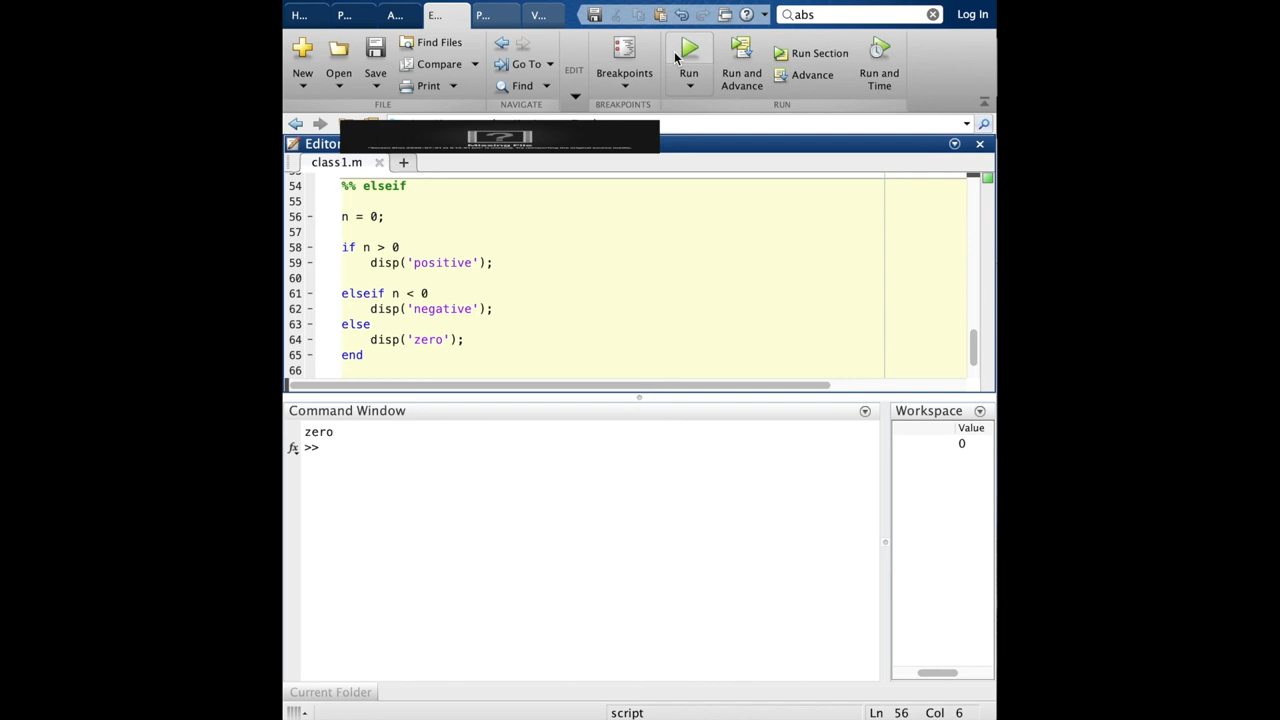 H... P... A... E... P... V... abs Log In
New Open Save Find Files Compare Print Go To Find EDIT Breakpoints Run Run and Advance Run Section Advance Run and Time
FILE NAVIGATE BREAKPOINTS RUN
Missing File
Editor
class1.m +
54 %% elseif
55
56 - n = 0;
57
58 - if n > 0
59 - disp('positive');
60
61 - elseif n < 0
62 - disp('negative');
63 - else
64 - disp('zero');
65 - end
66
Command Window
zero
fx >>
Workspace
Value
0
Current Folder
script Ln 56 Col 6